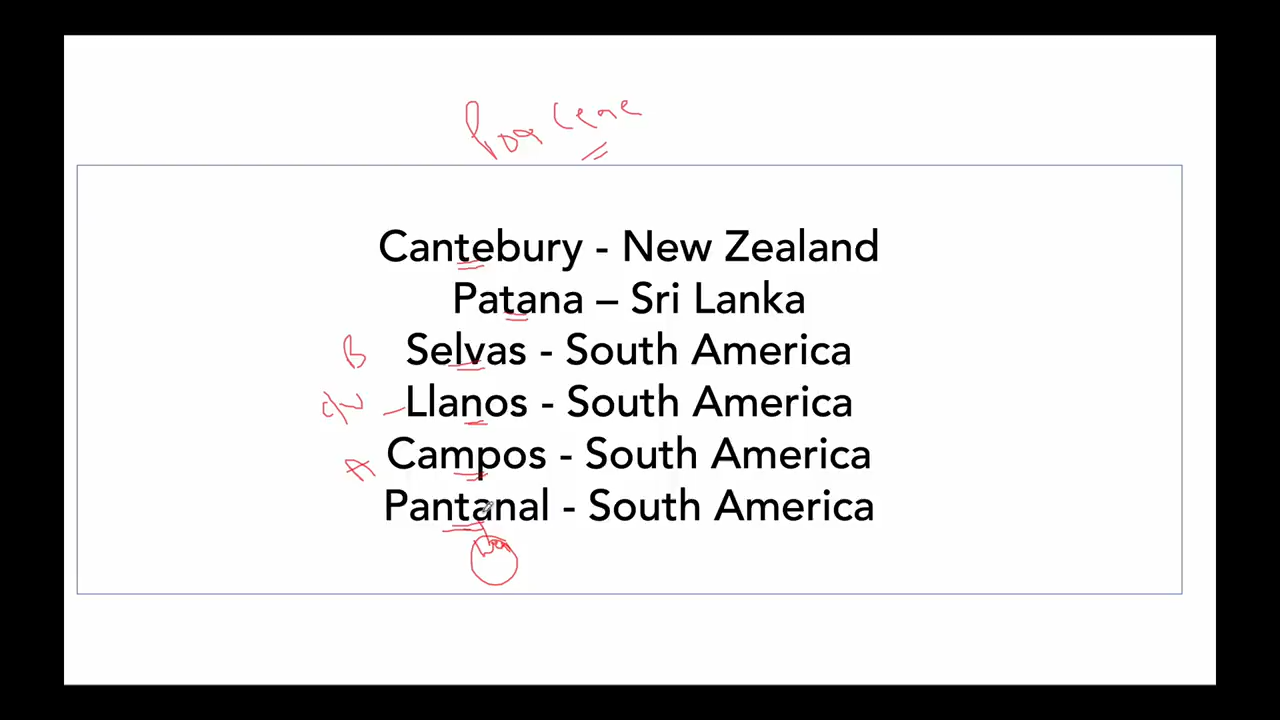 Cantebury - New Zealand
Patana – Sri Lanka
B Selvas - South America
Llanos - South America
A Campos - South America
Pantanal - South America